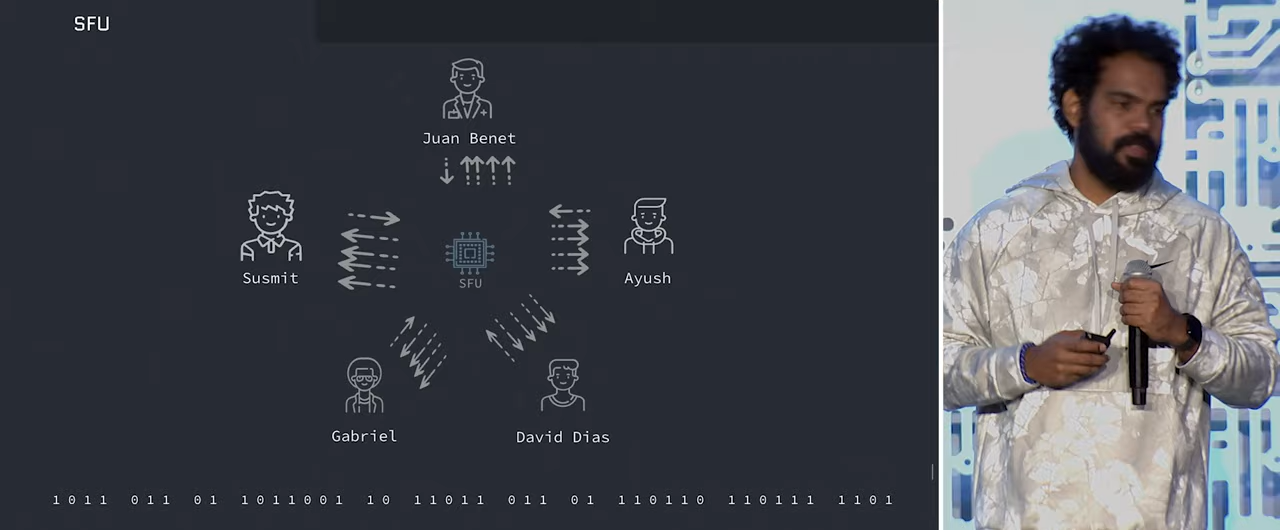 SFU
Juan Benet
Susmit
SFU
Ayush
Gabriel
David Dias
1011 011 01 1011001 10 11011 011 01 110110 110111 1101